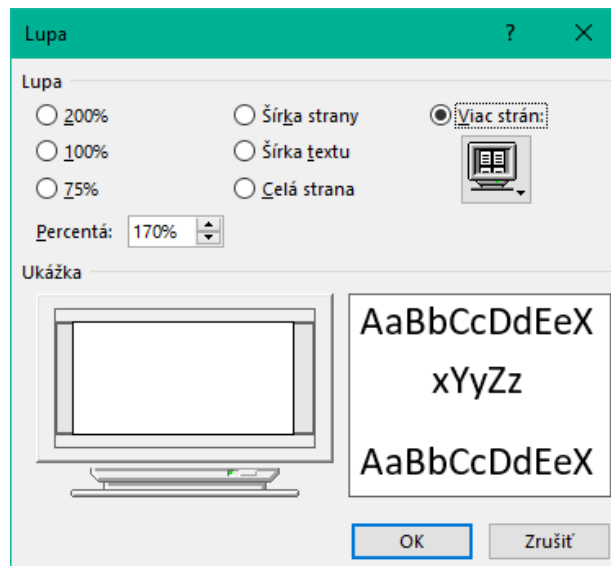 Lupa ?
Lupa
200% Šírka strany Viac strán:
100% Šírka textu
75% Celá strana
Percentá: 170%
Ukážka
AaBbCcDdEeX
xYyZz
AaBbCcDdEeX
OK Zrušiť